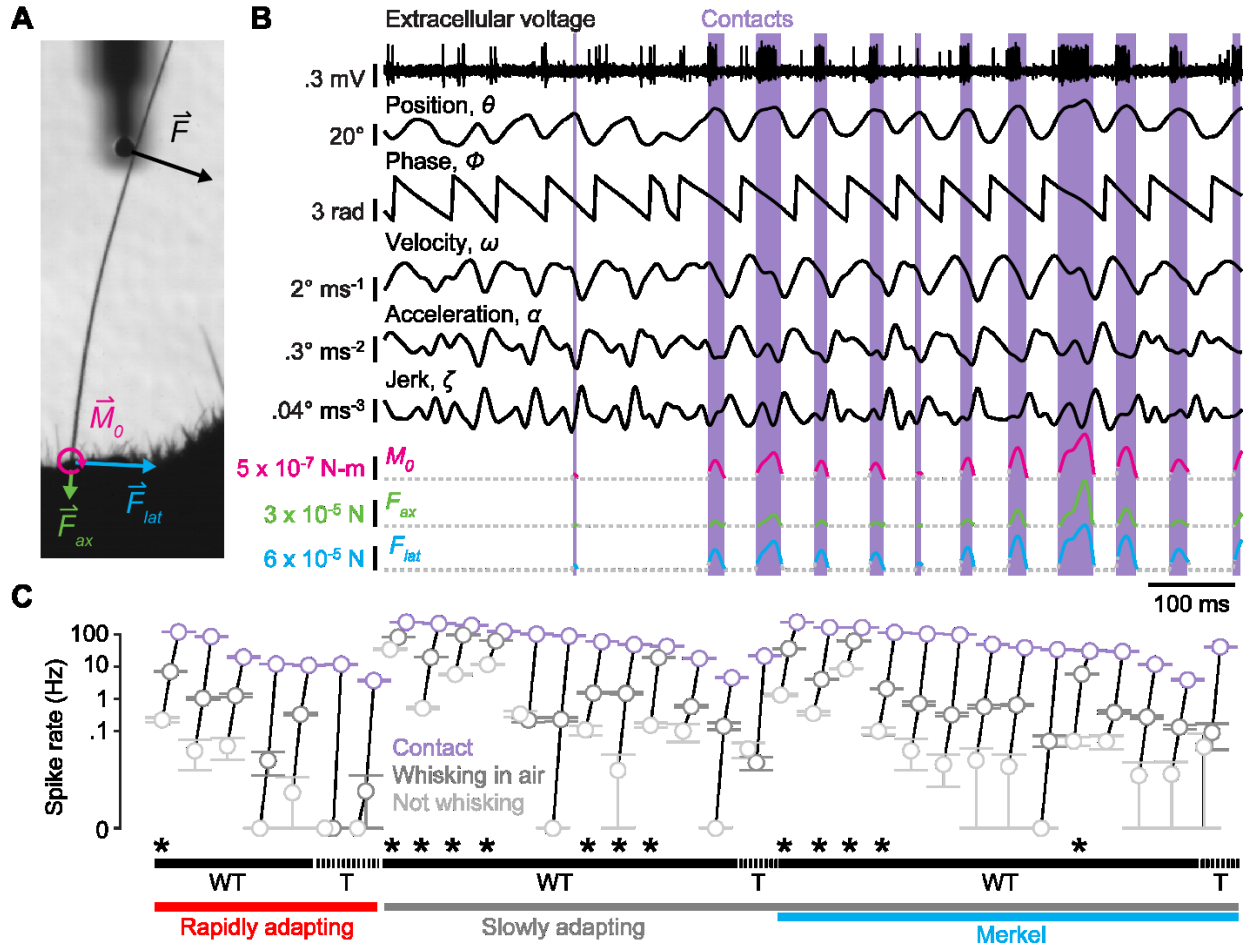 A
F
M0
Flat
Fax
B
Extracellular voltage
Contacts
.3 mV
Position, θ
20°
Phase, Φ
3 rad
Velocity, ω
2° ms-1
Acceleration, α
.3° ms-2
Jerk, ζ
.04° ms-3
5 x 10-7 N-m
M0
3 x 10-5 N
Fax
6 x 10-5 N
Flat
100 ms
C
Spike rate (Hz)
100
10
1
.1
0
Contact
Whisking in air
Not whisking
* * * * * * * * * * * * *
WT T WT T WT T
Rapidly adapting
Slowly adapting
Merkel